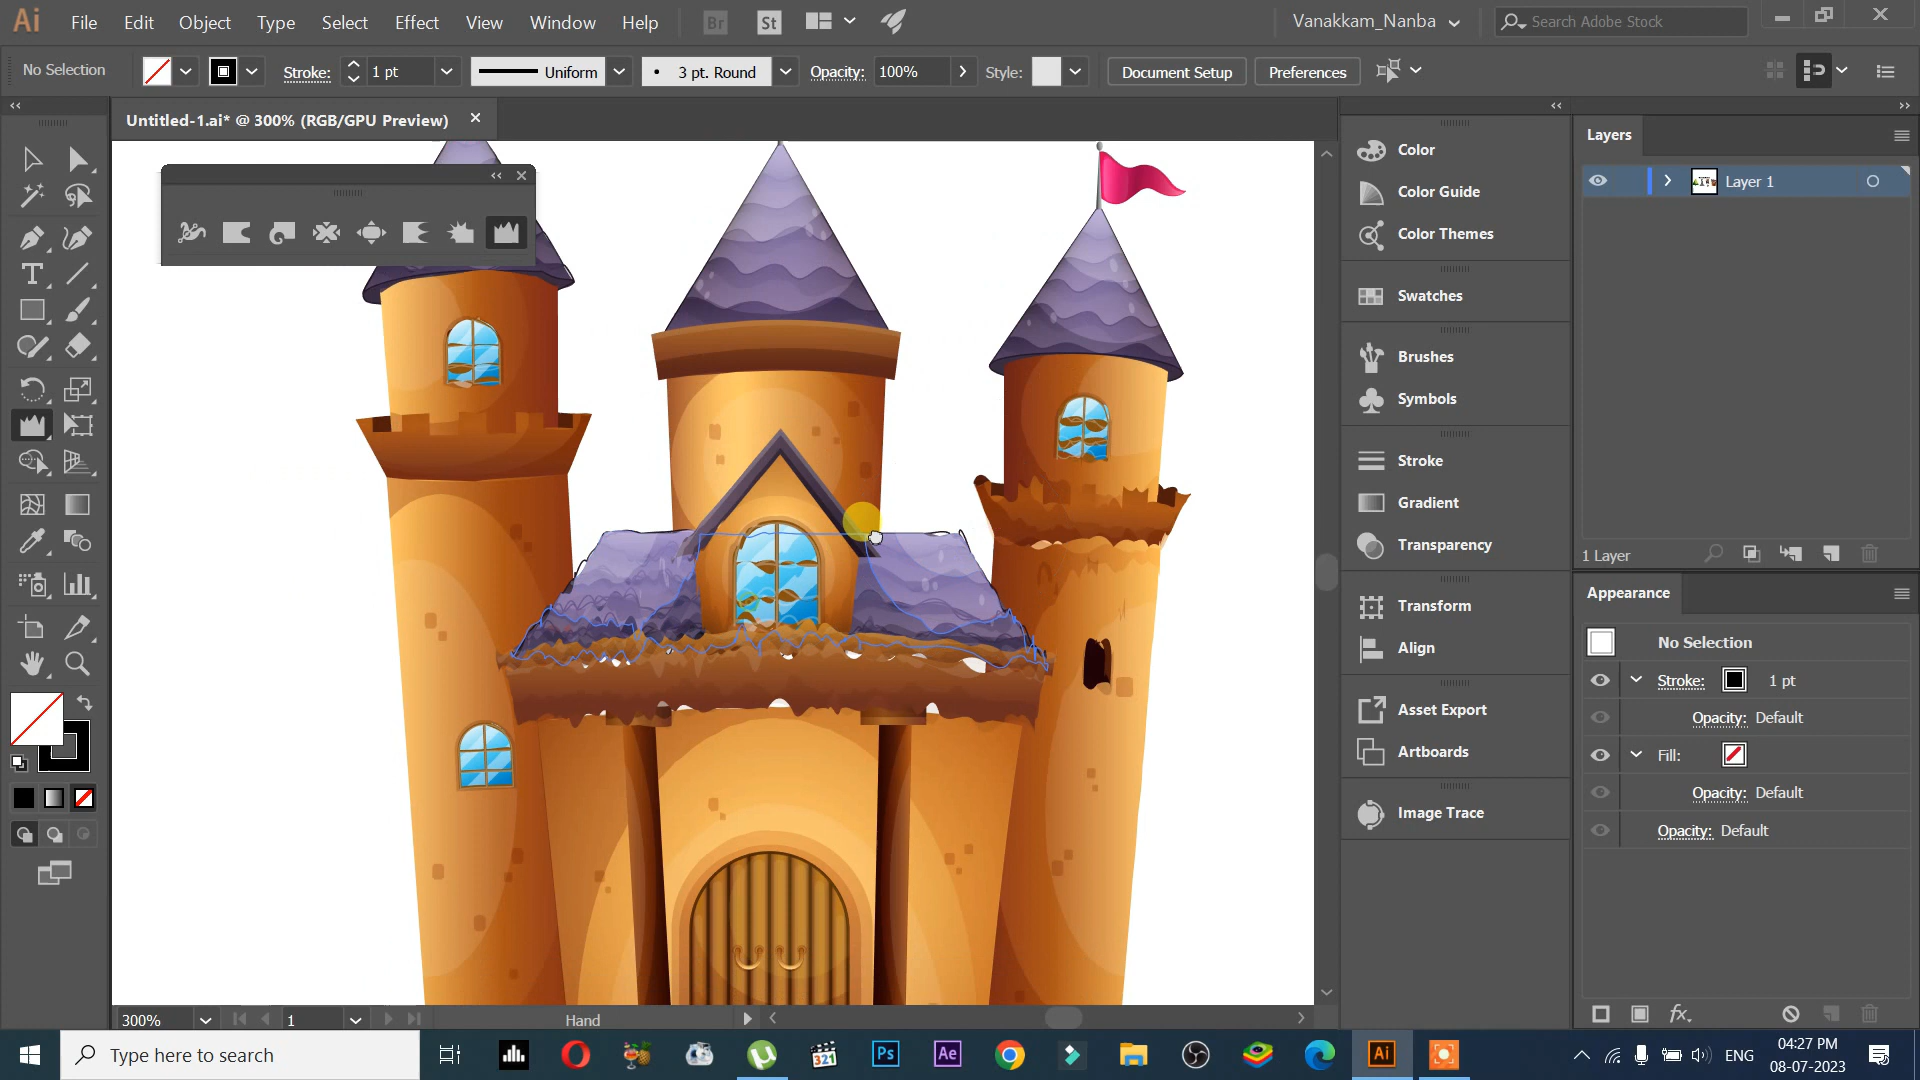 Ai File Edit Object Type Select Effect View Window Help Br St Vanakkam_Nanba Search Adobe Stock
No Selection Stroke: 1 pt Uniform 3 pt. Round Opacity: 100% Style: Document Setup Preferences
Untitled-1.ai* @ 300% (RGB/GPU Preview)
Color
Color Guide
Color Themes
Swatches
Brushes
Symbols
Stroke
Gradient
Transparency
Transform
Align
Asset Export
Artboards
Image Trace
Layers
Layer 1
1 Layer
Appearance
No Selection
Stroke: 1 pt
Opacity: Default
Fill:
Opacity: Default
Opacity: Default
fx
300% 1 Hand
Type here to search
321 Ps Ae Ai
ENG
04:27 PM
08-07-2023